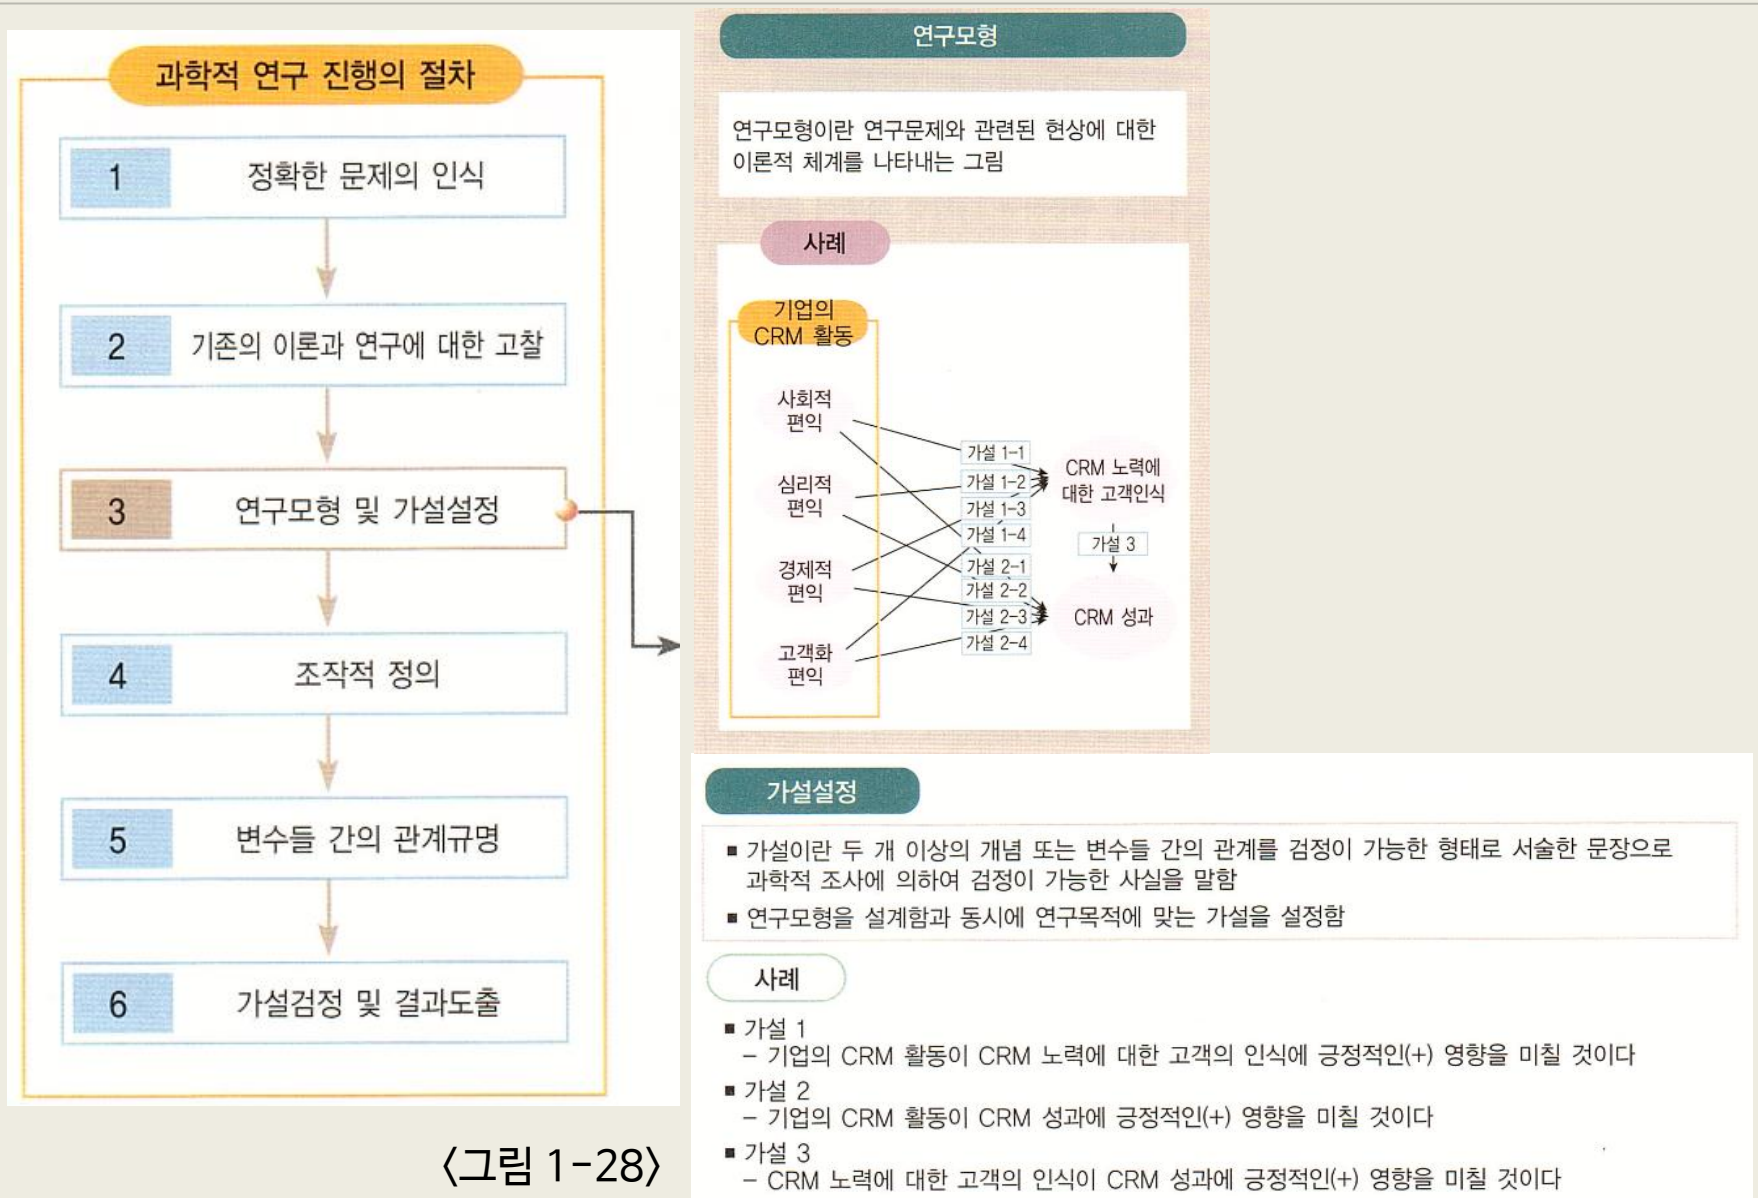 과학적 연구 진행의 절차
1 정확한 문제의 인식
2 기존의 이론과 연구에 대한 고찰
3 연구모형 및 가설설정
4 조작적 정의
5 변수들 간의 관계규명
6 가설검정 및 결과도출
〈그림 1-28〉
연구모형
연구모형이란 연구문제와 관련된 현상에 대한
이론적 체계를 나타내는 그림
사례
기업의
CRM 활동
사회적
편익
심리적
편익
경제적
편익
고객화
편익
가설 1-1
가설 1-2
가설 1-3
가설 1-4
가설 2-1
가설 2-2
가설 2-3
가설 2-4
CRM 노력에
대한 고객인식
가설 3
CRM 성과
가설설정
■ 가설이란 두 개 이상의 개념 또는 변수들 간의 관계를 검정이 가능한 형태로 서술한 문장으로
과학적 조사에 의하여 검정이 가능한 사실을 말함
■ 연구모형을 설계함과 동시에 연구목적에 맞는 가설을 설정함
사례
■ 가설 1
– 기업의 CRM 활동이 CRM 노력에 대한 고객의 인식에 긍정적인(+) 영향을 미칠 것이다
■ 가설 2
– 기업의 CRM 활동이 CRM 성과에 긍정적인(+) 영향을 미칠 것이다
■ 가설 3
– CRM 노력에 대한 고객의 인식이 CRM 성과에 긍정적인(+) 영향을 미칠 것이다